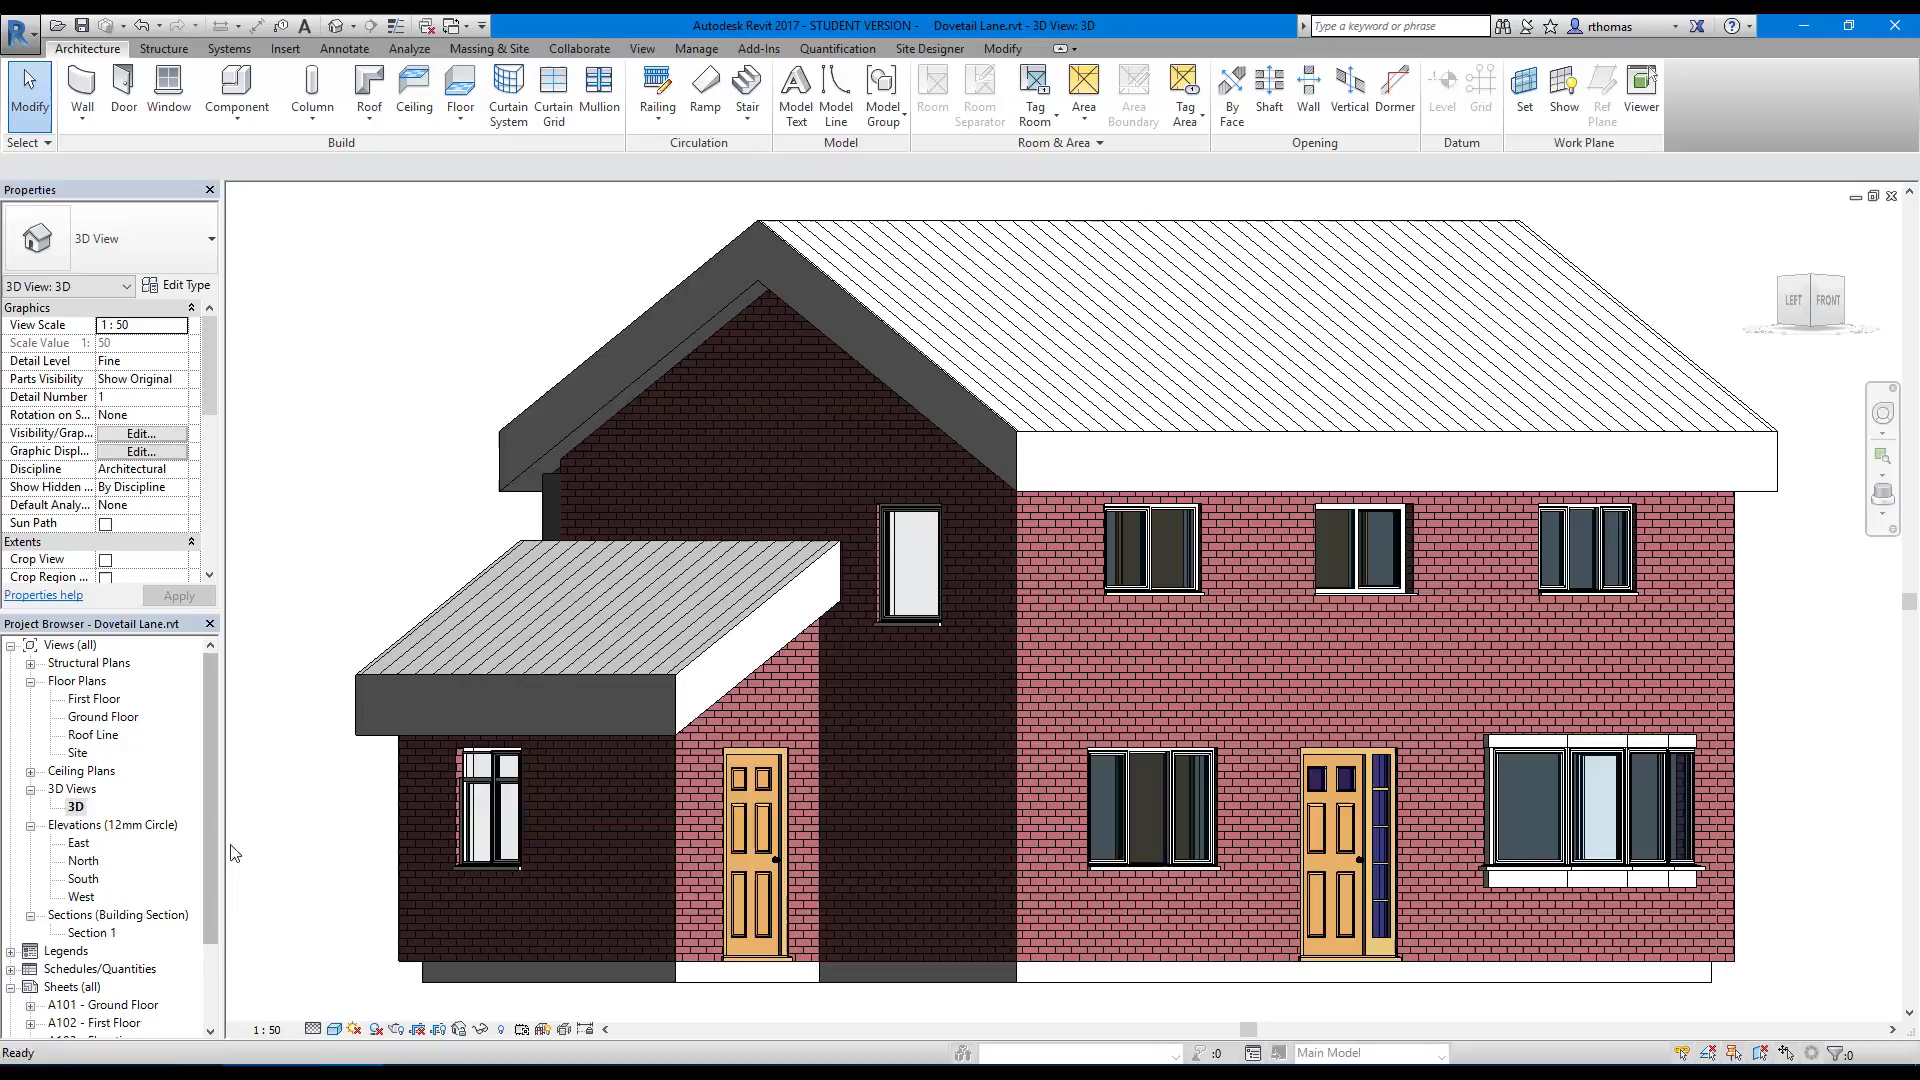 Autodesk Revit 2017 - STUDENT VERSION - Dovetail Lane.rvt - 3D View: 3D
Type a keyword or phrase
rthomas
Architecture Structure Systems Insert Annotate Analyze Massing & Site Collaborate View Manage Add-Ins Quantification Site Designer Modify
Modify Wall Door Window Component Column Roof Ceiling Floor Curtain System Curtain Grid Mullion Railing Ramp Stair Model Text Model Line Model Group Room Room Separator Tag Room Area Area Boundary Tag Area By Face Shaft Wall Vertical Dormer Level Grid Set Show Ref Plane Viewer
Select Build Circulation Model Room & Area Opening Datum Work Plane
Properties
3D View
3D View: 3D
Edit Type
Graphics
View Scale 1 : 50
Scale Value 1: 50
Detail Level Fine
Parts Visibility Show Original
Detail Number 1
Rotation on S... None
Visibility/Grap... Edit...
Graphic Displ... Edit...
Discipline Architectural
Show Hidden ... By Discipline
Default Analy... None
Sun Path
Extents
Crop View
Crop Region ...
Properties help
Apply
Project Browser - Dovetail Lane.rvt
Views (all)
Structural Plans
Floor Plans
First Floor
Ground Floor
Roof Line
Site
Ceiling Plans
3D Views
3D
Elevations (12mm Circle)
East
North
South
West
Sections (Building Section)
Section 1
Legends
Schedules/Quantities
Sheets (all)
A101 - Ground Floor
A102 - First Floor
LEFT FRONT
1 : 50
Ready
:0
Main Model
:0